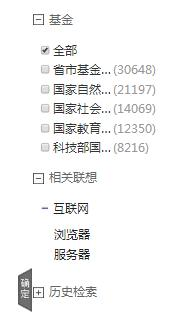 基金
全部
省市基金... (30648)
国家自然... (21197)
国家社会... (14069)
国家教育... (12350)
科技部国... (8216)
相关联想
互联网
浏览器
服务器
确定
历史检索